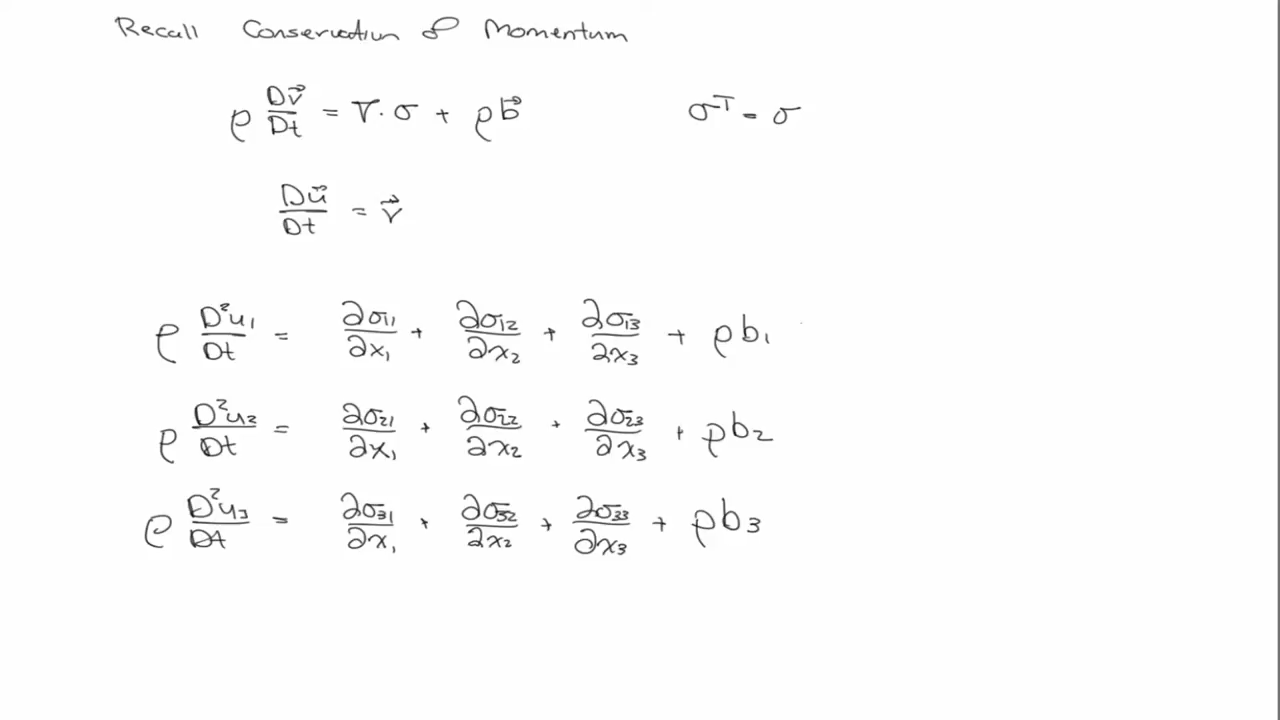 Recall Conservation of Momentum
ρ Dv⃗/Dt = ∇·σ + ρb⃗ σᵀ = σ
Du⃗/Dt = v⃗
ρ D²u₁/Dt = ∂σ₁₁/∂x₁ + ∂σ₁₂/∂x₂ + ∂σ₁₃/∂x₃ + ρb₁
ρ D²u₂/Dt = ∂σ₂₁/∂x₁ + ∂σ₂₂/∂x₂ + ∂σ₂₃/∂x₃ + ρb₂
ρ D²u₃/Dt = ∂σ₃₁/∂x₁ + ∂σ₃₂/∂x₂ + ∂σ₃₃/∂x₃ + ρb₃